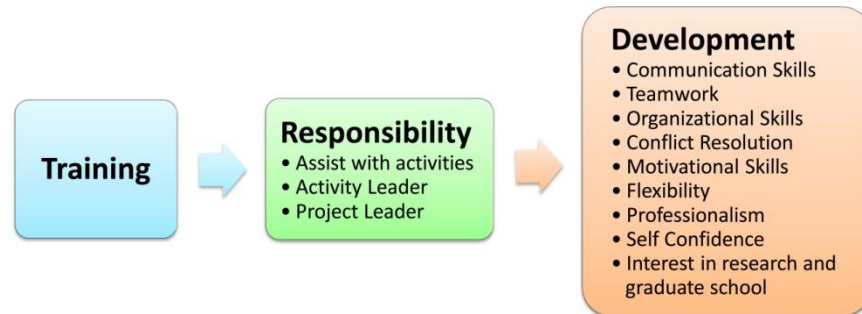 Training
Responsibility
• Assist with activities
• Activity Leader
• Project Leader
Development
• Communication Skills
• Teamwork
• Organizational Skills
• Conflict Resolution
• Motivational Skills
• Flexibility
• Professionalism
• Self Confidence
• Interest in research and
graduate school